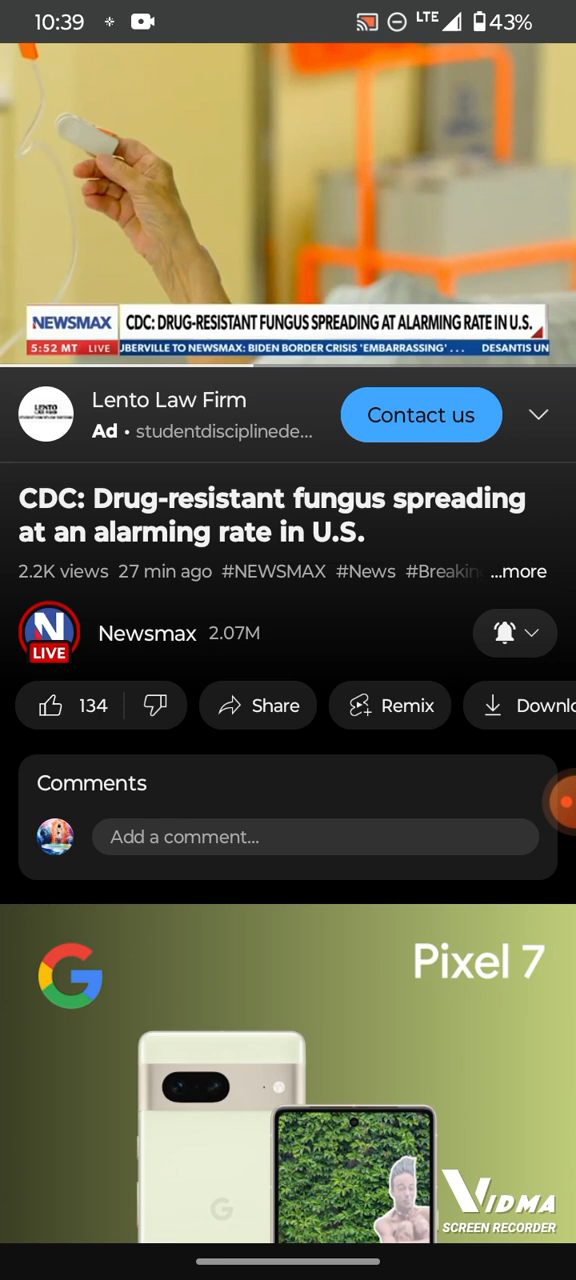 10:39
LTE
43%
NEWSMAX
CDC: DRUG-RESISTANT FUNGUS SPREADING AT ALARMING RATE IN U.S.
5:52 MT LIVE
UBERVILLE TO NEWSMAX: BIDEN BORDER CRISIS 'EMBARRASSING' . . . DESANTIS UN
Lento Law Firm
Ad • studentdisciplinede...
Contact us
CDC: Drug-resistant fungus spreading
at an alarming rate in U.S.
2.2K views 27 min ago #NEWSMAX #News #Breakin ...more
N
LIVE
Newsmax 2.07M
134
Share
Remix
Downlo
Comments
Add a comment...
G
Pixel 7
G
VIDMA
SCREEN RECORDER